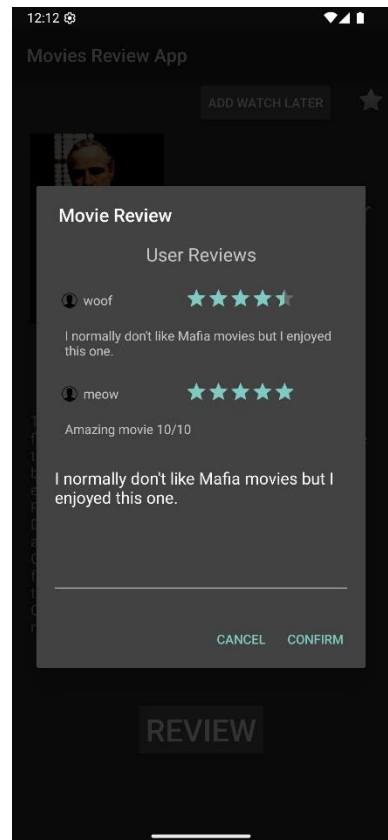 12:12
Movies Review App
ADD WATCH LATER
Movie Review
User Reviews
woof
I normally don't like Mafia movies but I enjoyed
this one.
meow
Amazing movie 10/10
I normally don't like Mafia movies but I
enjoyed this one.
CANCEL CONFIRM
REVIEW